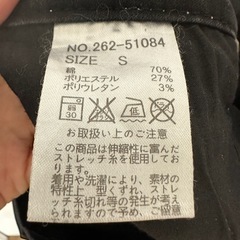 NO.262-51084
SIZE S
綿 70%
ポリエステル 27%
ポリウレタン 3%
弱
30
お取扱い上のご注意
この商品は伸縮性に富んだ
ストレッチ糸を使用してお
ります。
着用や洗濯により、素材の
特性上、型くずれ、
ストレッチ糸切れ等の発生が考え
られますので予め、ご了承